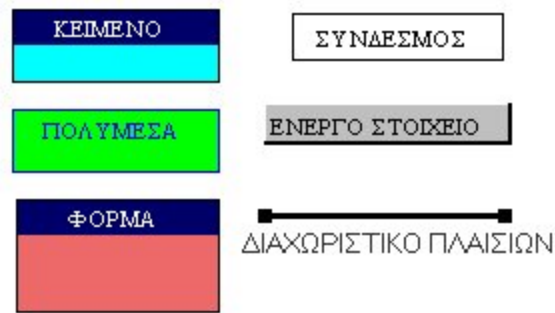 ΚΕΙΜΕΝΟ
ΣΥΝΔΕΣΜΟΣ
ΠΟΛΥΜΕΣΑ
ΕΝΕΡΓΟ ΣΤΟΙΧΕΙΟ
ΦΟΡΜΑ
ΔΙΑΧΩΡΙΣΤΙΚΟ ΠΛΑΙΣΙΩΝ